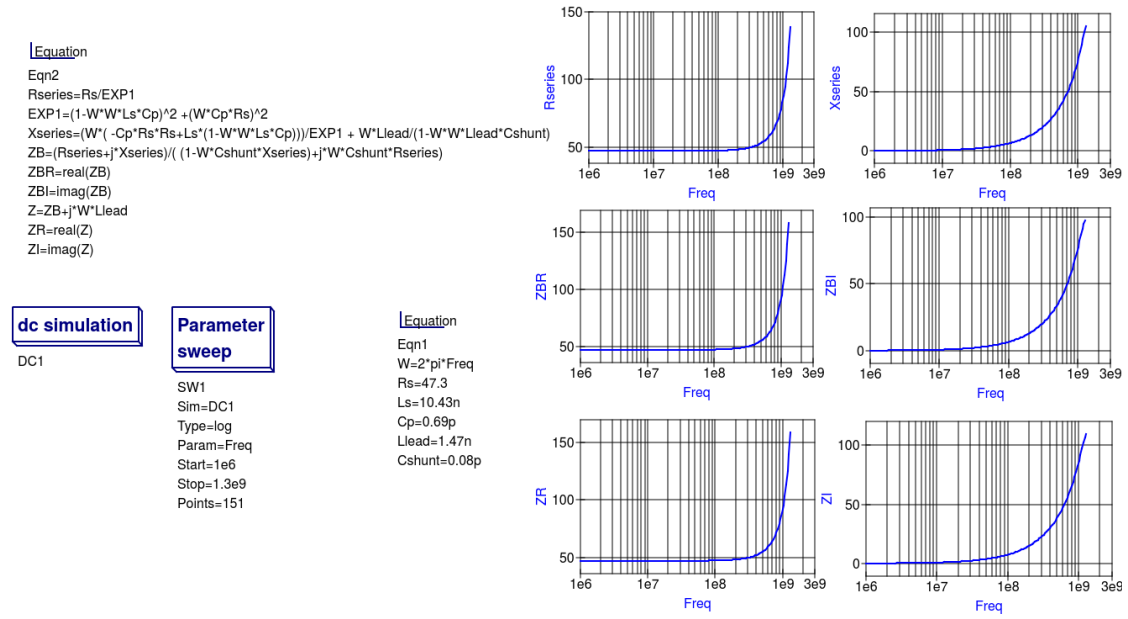 Equation
Eqn2
Rseries=Rs/EXP1
EXP1=(1-W*W*Ls*Cp)^2 +(W*Cp*Rs)^2
Xseries=(W*( -Cp*Rs*Rs+Ls*(1-W*W*Ls*Cp)))/EXP1 + W*Llead/(1-W*W*Llead*Cshunt)
ZB=(Rseries+j*Xseries)/( (1-W*Cshunt*Xseries)+j*W*Cshunt*Rseries)
ZBR=real(ZB)
ZBI=imag(ZB)
Z=ZB+j*W*Llead
ZR=real(Z)
ZI=imag(Z)
dc simulation
DC1
Parameter
sweep
SW1
Sim=DC1
Type=log
Param=Freq
Start=1e6
Stop=1.3e9
Points=151
Equation
Eqn1
W=2*pi*Freq
Rs=47.3
Ls=10.43n
Cp=0.69p
Llead=1.47n
Cshunt=0.08p
Rseries
150
100
50
1e6 1e7 1e8 1e9 3e9
Freq
Xseries
100
50
0
1e6 1e7 1e8 1e9 3e9
Freq
ZBR
150
100
50
1e6 1e7 1e8 1e9 3e9
Freq
ZBI
100
50
0
1e6 1e7 1e8 1e9 3e9
Freq
ZR
150
100
50
1e6 1e7 1e8 1e9 3e9
Freq
ZI
100
50
0
1e6 1e7 1e8 1e9 3e9
Freq